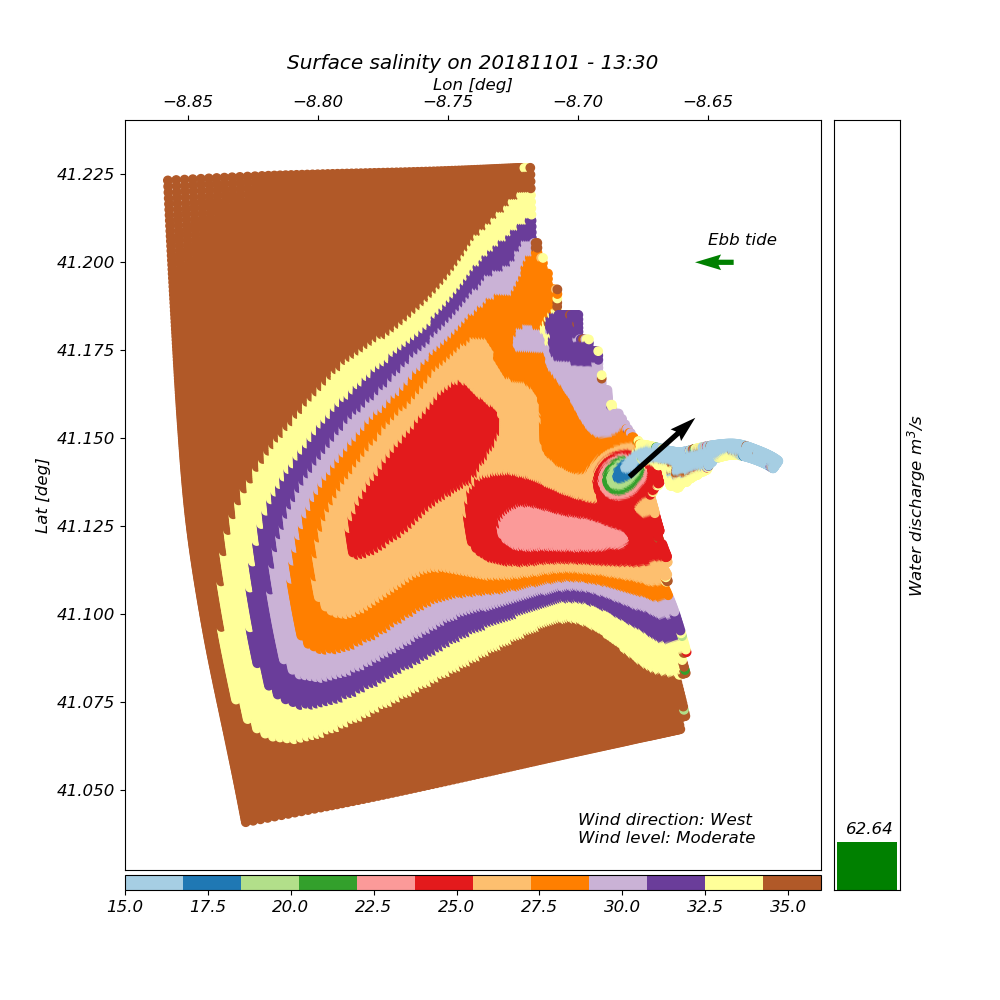 Surface salinity on 20181101 - 13:30
Lon [deg]
−8.85 −8.80 −8.75 −8.70 −8.65
41.225
41.200
41.175
41.150
41.125
41.100
41.075
41.050
Lat [deg]
Ebb tide
Wind direction: West
Wind level: Moderate
15.0 17.5 20.0 22.5 25.0 27.5 30.0 32.5 35.0
62.64
Water discharge m³/s